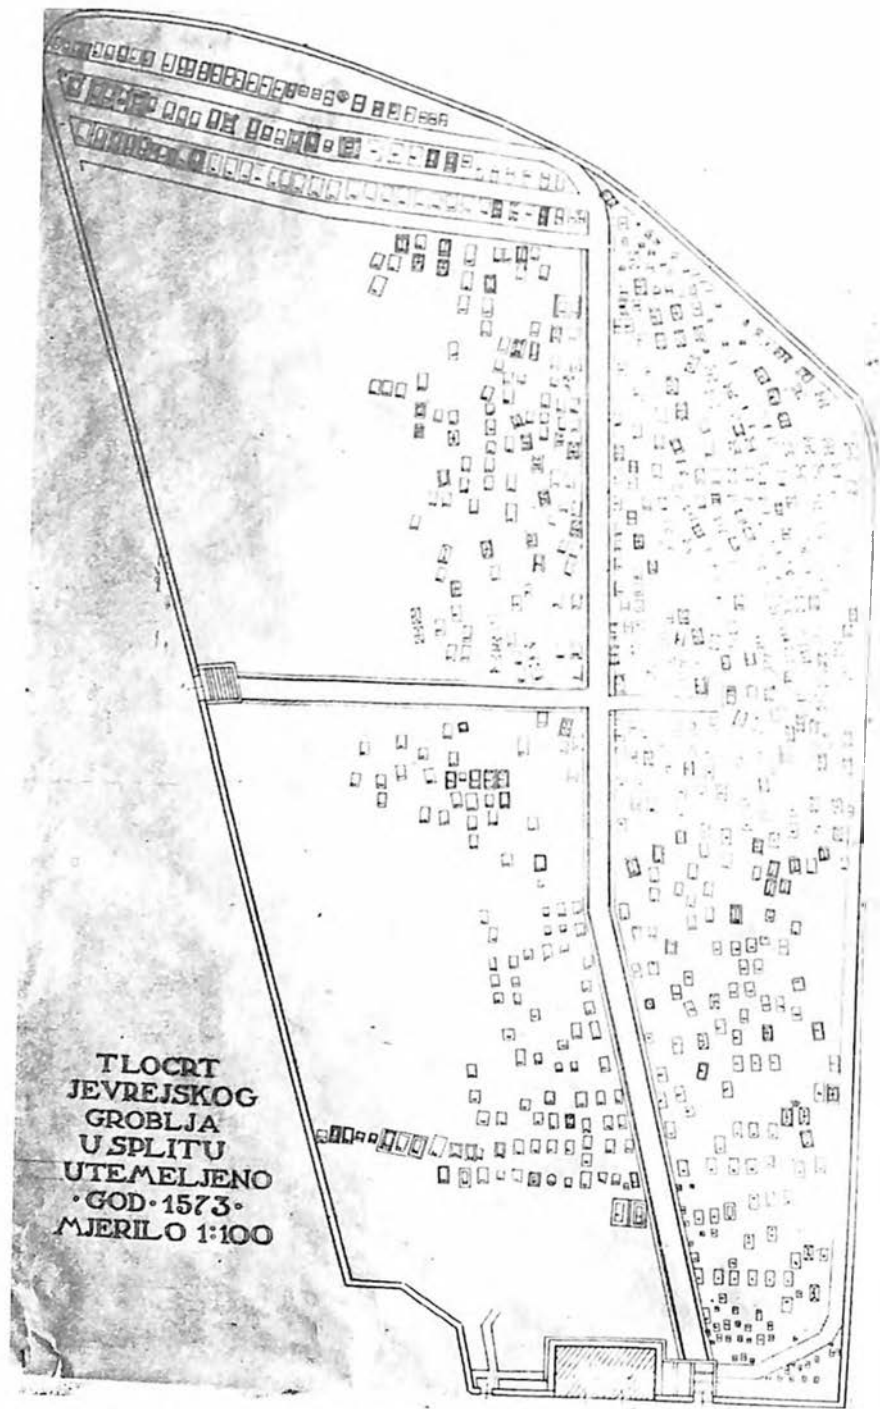 TLOCRT
JEVREJSKOG
GROBLJA
U SPLITU
UTEMELJENO
·GOD·1573·
MJERILO 1:100